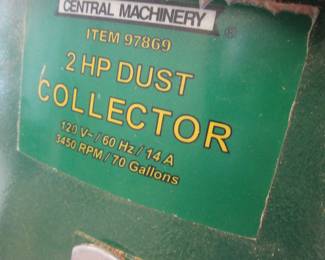 CENTRAL MACHINERY
®
ITEM 97869
2 HP DUST
COLLECTOR
120 V~/60 Hz/14 A
3450 RPM/70 Gallons